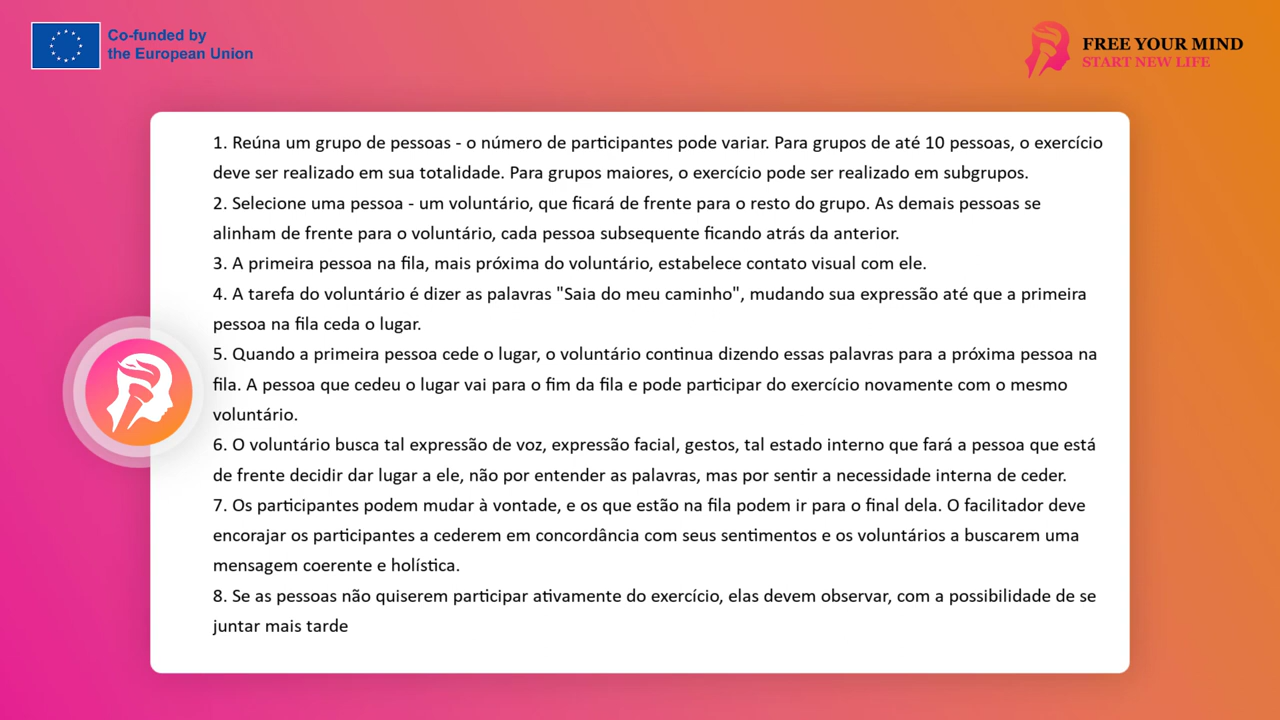 Co-funded by
the European Union
FREE YOUR MIND
START NEW LIFE
1. Reúna um grupo de pessoas - o número de participantes pode variar. Para grupos de até 10 pessoas, o exercício
deve ser realizado em sua totalidade. Para grupos maiores, o exercício pode ser realizado em subgrupos.
2. Selecione uma pessoa - um voluntário, que ficará de frente para o resto do grupo. As demais pessoas se
alinham de frente para o voluntário, cada pessoa subsequente ficando atrás da anterior.
3. A primeira pessoa na fila, mais próxima do voluntário, estabelece contato visual com ele.
4. A tarefa do voluntário é dizer as palavras "Saia do meu caminho", mudando sua expressão até que a primeira
pessoa na fila ceda o lugar.
5. Quando a primeira pessoa cede o lugar, o voluntário continua dizendo essas palavras para a próxima pessoa na
fila. A pessoa que cedeu o lugar vai para o fim da fila e pode participar do exercício novamente com o mesmo
voluntário.
6. O voluntário busca tal expressão de voz, expressão facial, gestos, tal estado interno que fará a pessoa que está
de frente decidir dar lugar a ele, não por entender as palavras, mas por sentir a necessidade interna de ceder.
7. Os participantes podem mudar à vontade, e os que estão na fila podem ir para o final dela. O facilitador deve
encorajar os participantes a cederem em concordância com seus sentimentos e os voluntários a buscarem uma
mensagem coerente e holística.
8. Se as pessoas não quiserem participar ativamente do exercício, elas devem observar, com a possibilidade de se
juntar mais tarde